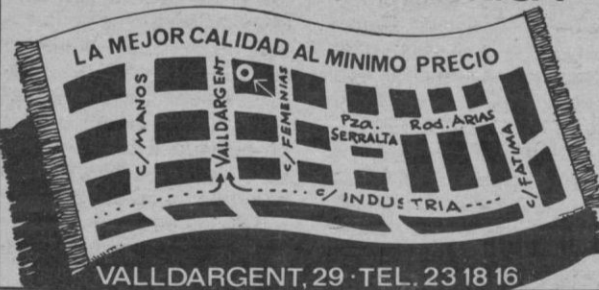 LA MEJOR CALIDAD AL MINIMO PRECIO
C/MANOS
VALLDARGENT
C/FEMENIAS
Pza.
SERRALTA
Rod. ARIAS
C/FATIMA
C/ INDUSTRIA
VALLDARGENT, 29 · TEL. 23 18 16